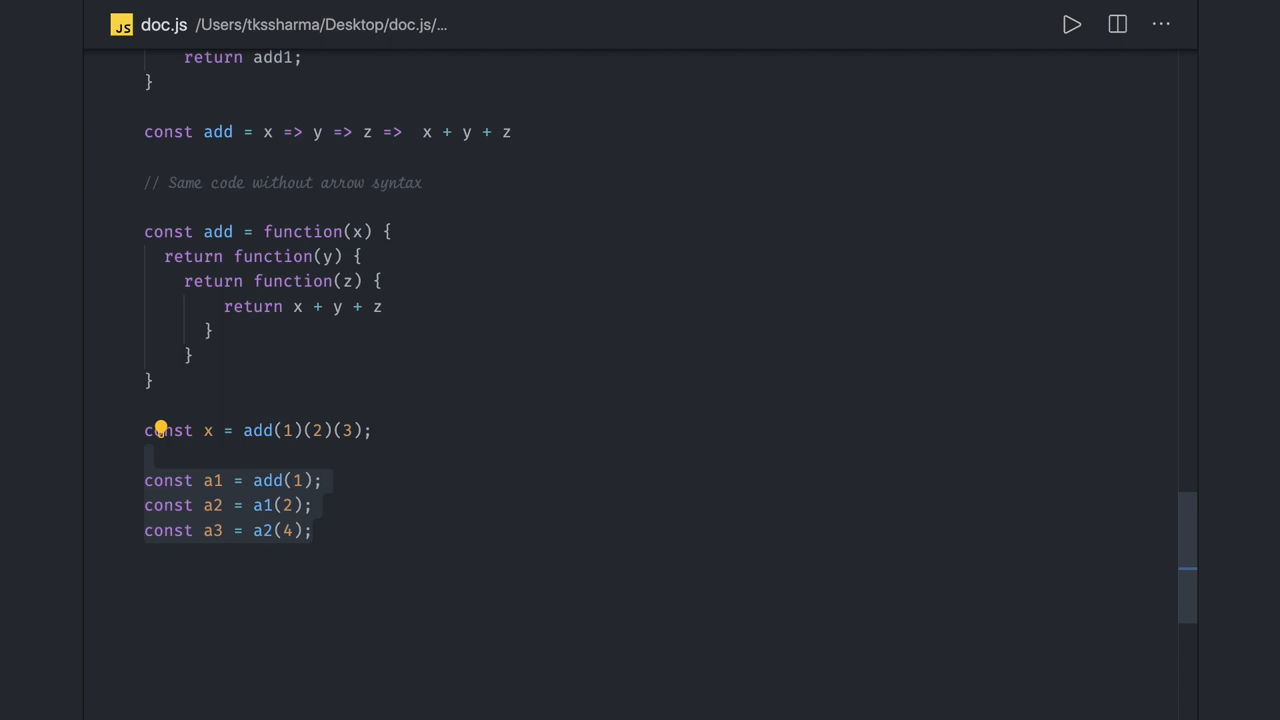 JS doc.js /Users/tkssharma/Desktop/doc.js/...
return add1;
}
const add = x => y => z => x + y + z
// Same code without arrow syntax
const add = function(x) {
return function(y) {
return function(z) {
return x + y + z
}
}
}
const x = add(1)(2)(3);
const a1 = add(1);
const a2 = a1(2);
const a3 = a2(4);